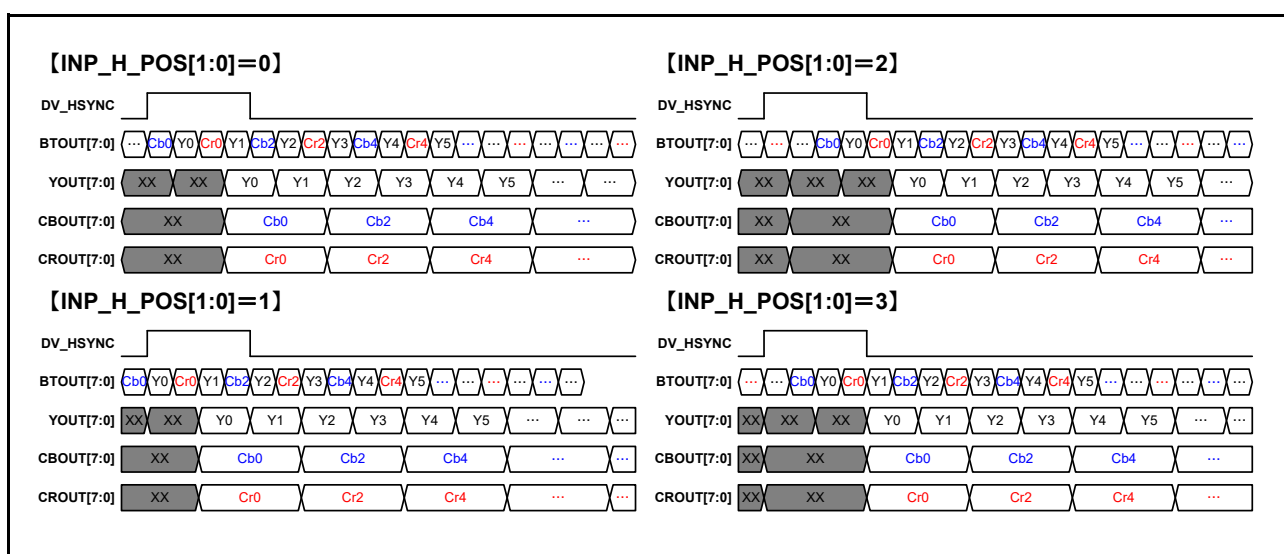 【INP_H_POS[1:0]=0】
DV_HSYNC
BTOUT[7:0] ... Cb0 Y0 Cr0 Y1 Cb2 Y2 Cr2 Y3 Cb4 Y4 Cr4 Y5 ... ... ... ... ... ... ...
YOUT[7:0] XX XX Y0 Y1 Y2 Y3 Y4 Y5 ... ...
CBOUT[7:0] XX Cb0 Cb2 Cb4 ...
CROUT[7:0] XX Cr0 Cr2 Cr4 ...
【INP_H_POS[1:0]=2】
DV_HSYNC
BTOUT[7:0] ... ... ... Cb0 Y0 Cr0 Y1 Cb2 Y2 Cr2 Y3 Cb4 Y4 Cr4 Y5 ... ... ... ... ...
YOUT[7:0] XX XX XX Y0 Y1 Y2 Y3 Y4 Y5 ...
CBOUT[7:0] XX XX Cb0 Cb2 Cb4 ...
CROUT[7:0] XX XX Cr0 Cr2 Cr4 ...
【INP_H_POS[1:0]=1】
DV_HSYNC
BTOUT[7:0] Cb0 Y0 Cr0 Y1 Cb2 Y2 Cr2 Y3 Cb4 Y4 Cr4 Y5 ... ... ... ... ... ...
YOUT[7:0] XX XX Y0 Y1 Y2 Y3 Y4 Y5 ... ... ...
CBOUT[7:0] XX Cb0 Cb2 Cb4 ... ...
CROUT[7:0] XX Cr0 Cr2 Cr4 ... ...
【INP_H_POS[1:0]=3】
DV_HSYNC
BTOUT[7:0] ... ... Cb0 Y0 Cr0 Y1 Cb2 Y2 Cr2 Y3 Cb4 Y4 Cr4 Y5 ... ... ... ... ... ...
YOUT[7:0] XX XX XX Y0 Y1 Y2 Y3 Y4 Y5 ... ...
CBOUT[7:0] XX XX Cb0 Cb2 Cb4 ...
CROUT[7:0] XX XX Cr0 Cr2 Cr4 ...